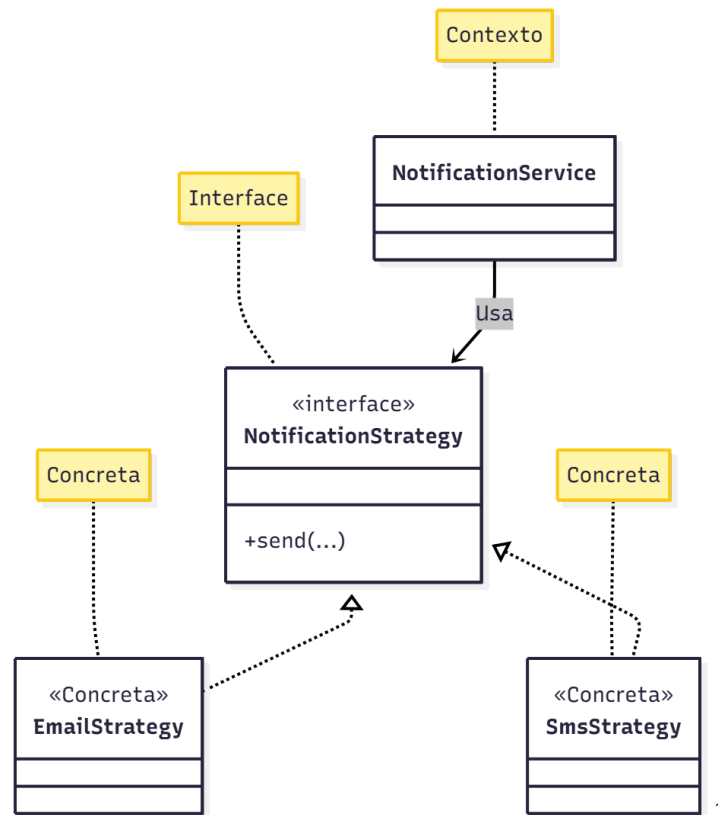 Contexto
NotificationService
Interface
Usa
«interface»
NotificationStrategy
+send(...)
Concreta
Concreta
«Concreta»
EmailStrategy
«Concreta»
SmsStrategy